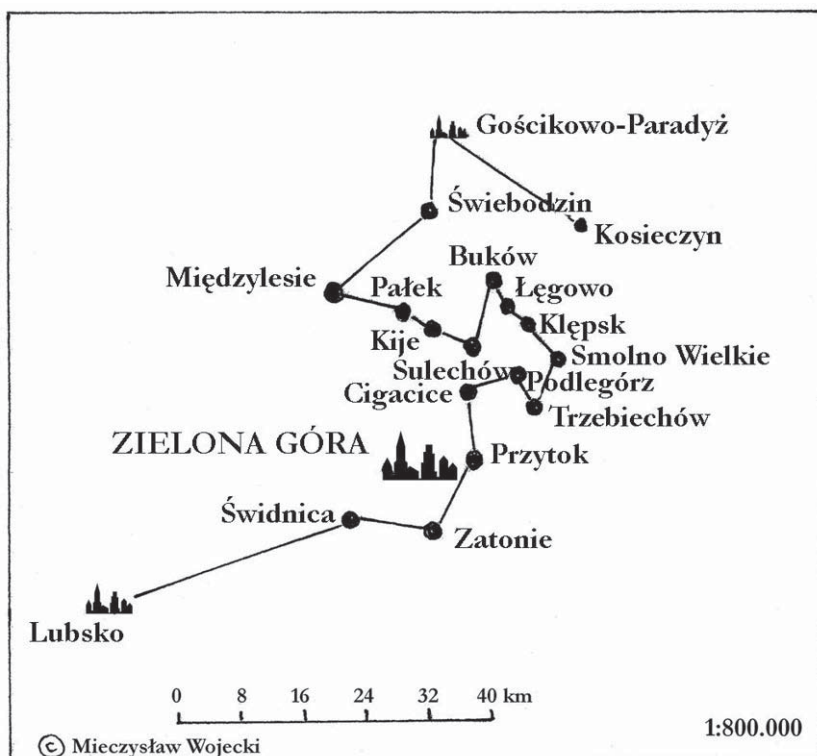 Gościkowo-Paradyż
Świebodzin
Kosieczyn
Buków
Międzylesie
Pałek
Łęgowo
Klępsk
Kije
Smolno Wielkie
Sulechów
Podlegórz
Cigacice
Trzebiechów
ZIELONA GÓRA
Przytok
Świdnica
Zatonie
Lubsko
0 8 16 24 32 40 km
1:800.000
© Mieczysław Wojecki